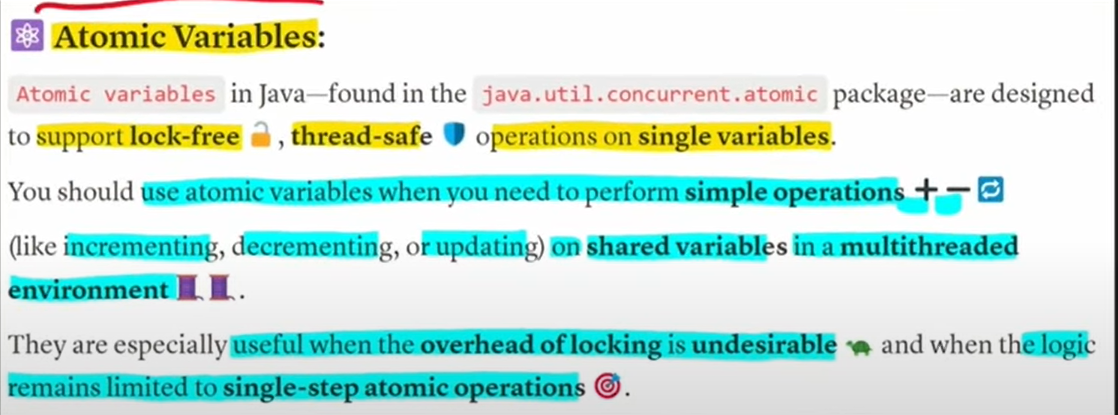 Atomic Variables:
Atomic variables in Java—found in the java.util.concurrent.atomic package—are designed
to support lock-free 🔓, thread-safe 🛡️ operations on single variables.
You should use atomic variables when you need to perform simple operations ➕➖🔁
(like incrementing, decrementing, or updating) on shared variables in a multithreaded
environment 🧵🧵.
They are especially useful when the overhead of locking is undesirable 🐢 and when the logic
remains limited to single-step atomic operations 🎯.